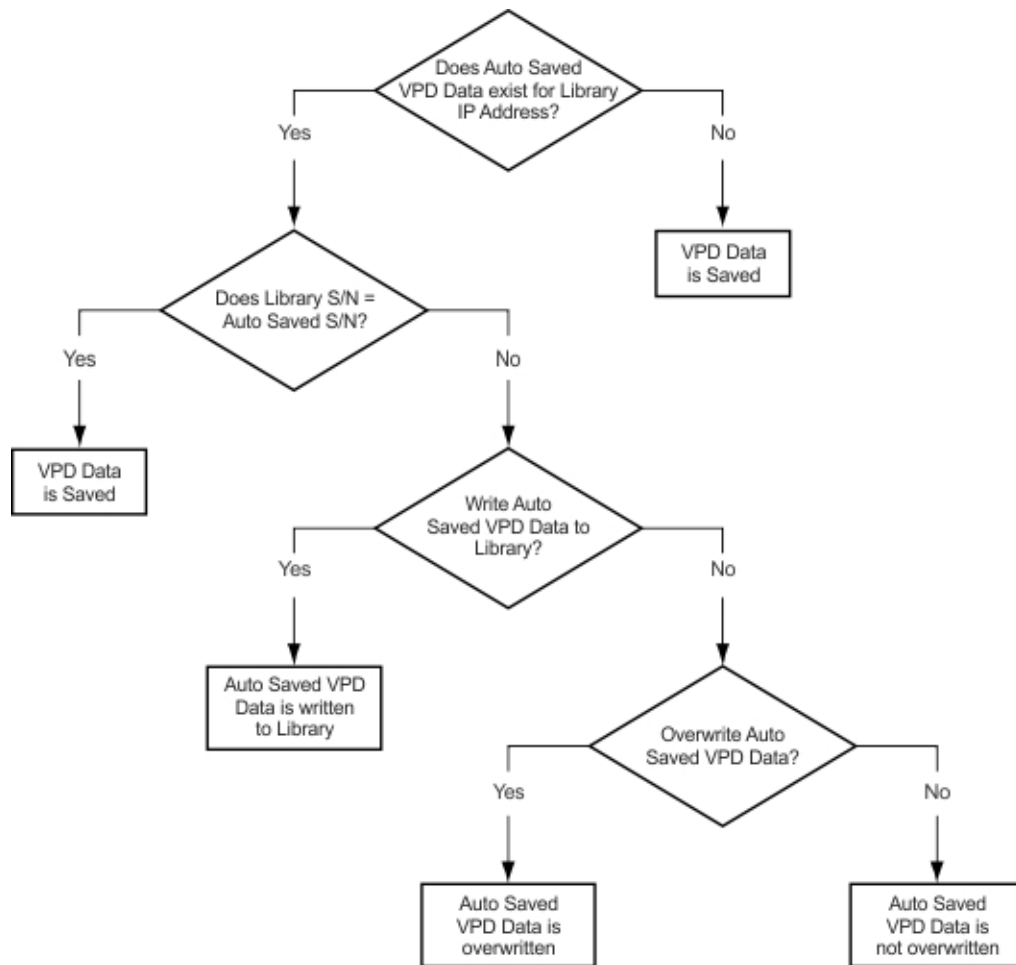 Does Auto Saved
VPD Data exist for Library
IP Address?
Yes
No
VPD Data
is Saved
Does Library S/N =
Auto Saved S/N?
Yes
No
VPD Data
is Saved
Write Auto
Saved VPD Data to
Library?
Yes
No
Auto Saved VPD
Data is written
to Library
Overwrite Auto
Saved VPD Data?
Yes
No
Auto Saved
VPD Data is
overwritten
Auto Saved
VPD Data is
not overwritten